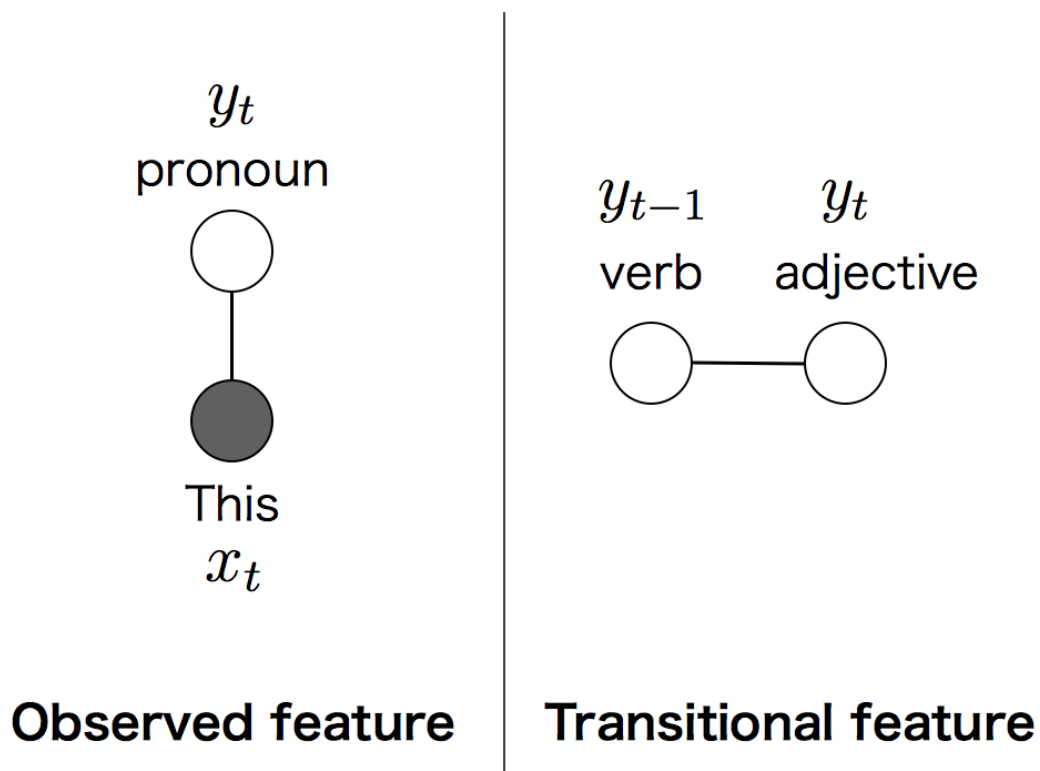 y_t
pronoun
This
x_t
Observed feature
y_{t-1} y_t
verb adjective
Transitional feature